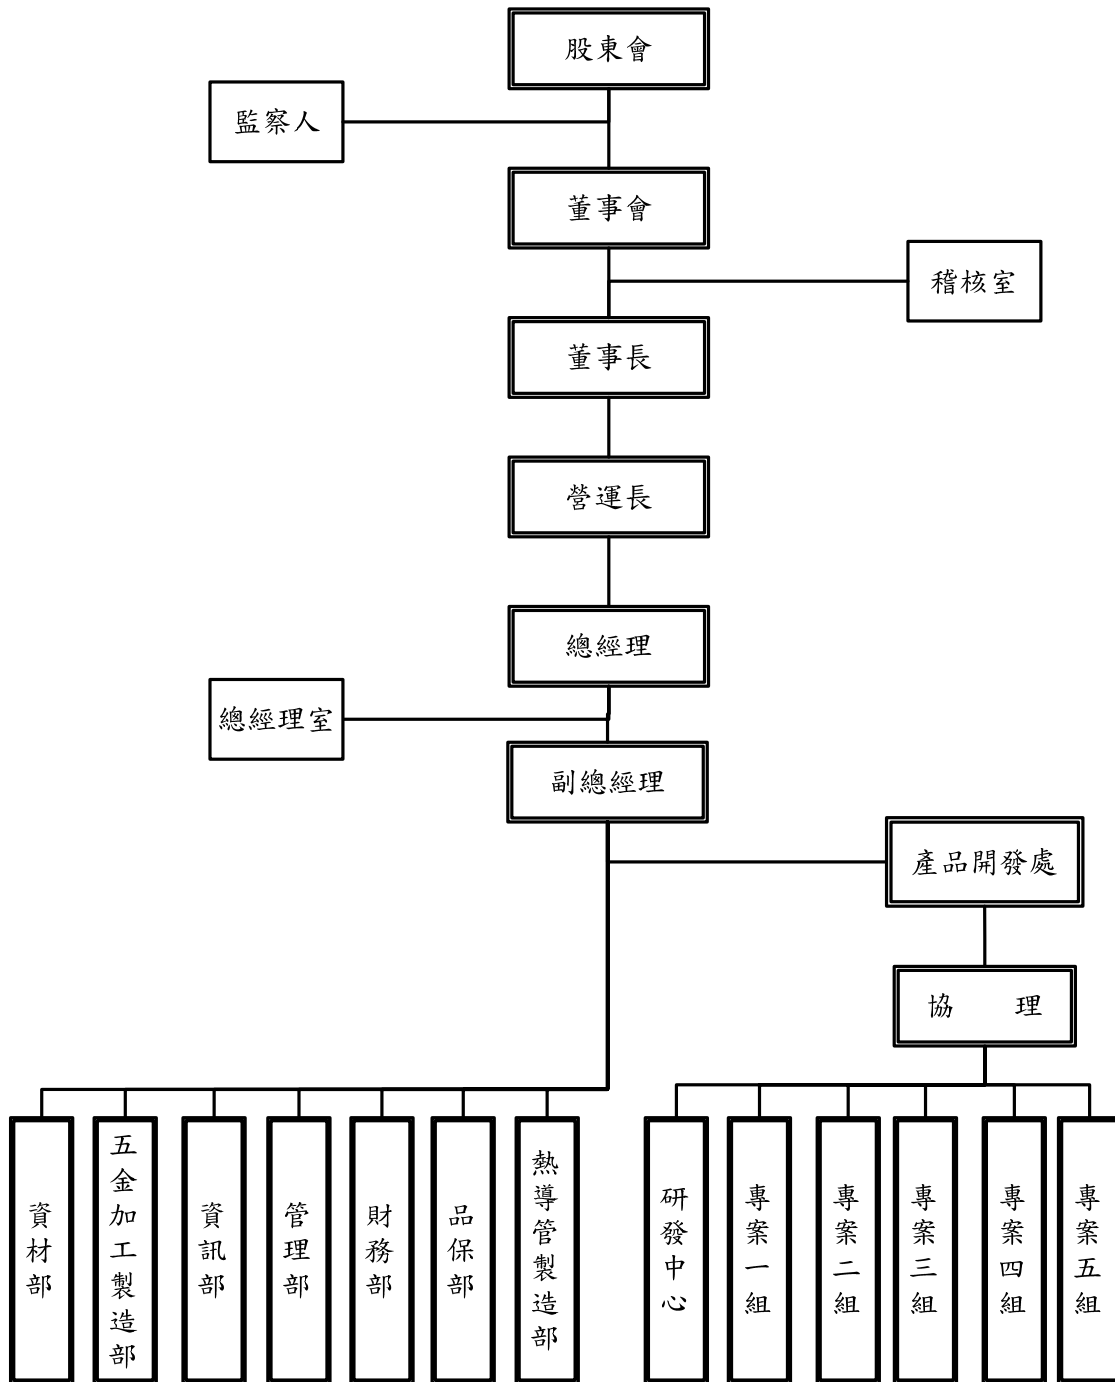 股東會
監察人
董事會
稽核室
董事長
營運長
總經理
總經理室
副總經理
產品開發處
協 理
資材部
五金加工製造部
資訊部
管理部
財務部
品保部
熱導管製造部
研發中心
專案一組
專案二組
專案三組
專案四組
專案五組